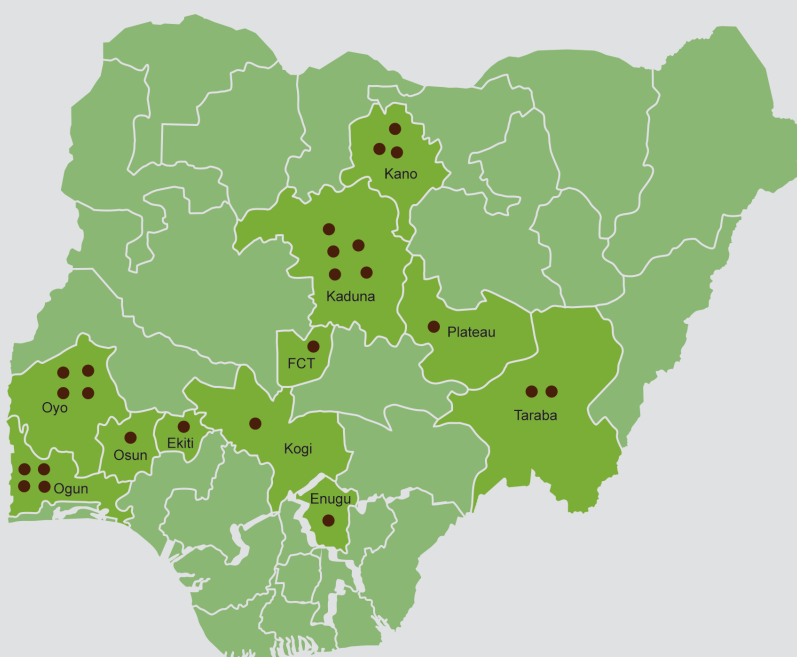 Kano
Kaduna
Plateau
FCT
Oyo
Taraba
Ekiti
Osun
Kogi
Ogun
Enugu